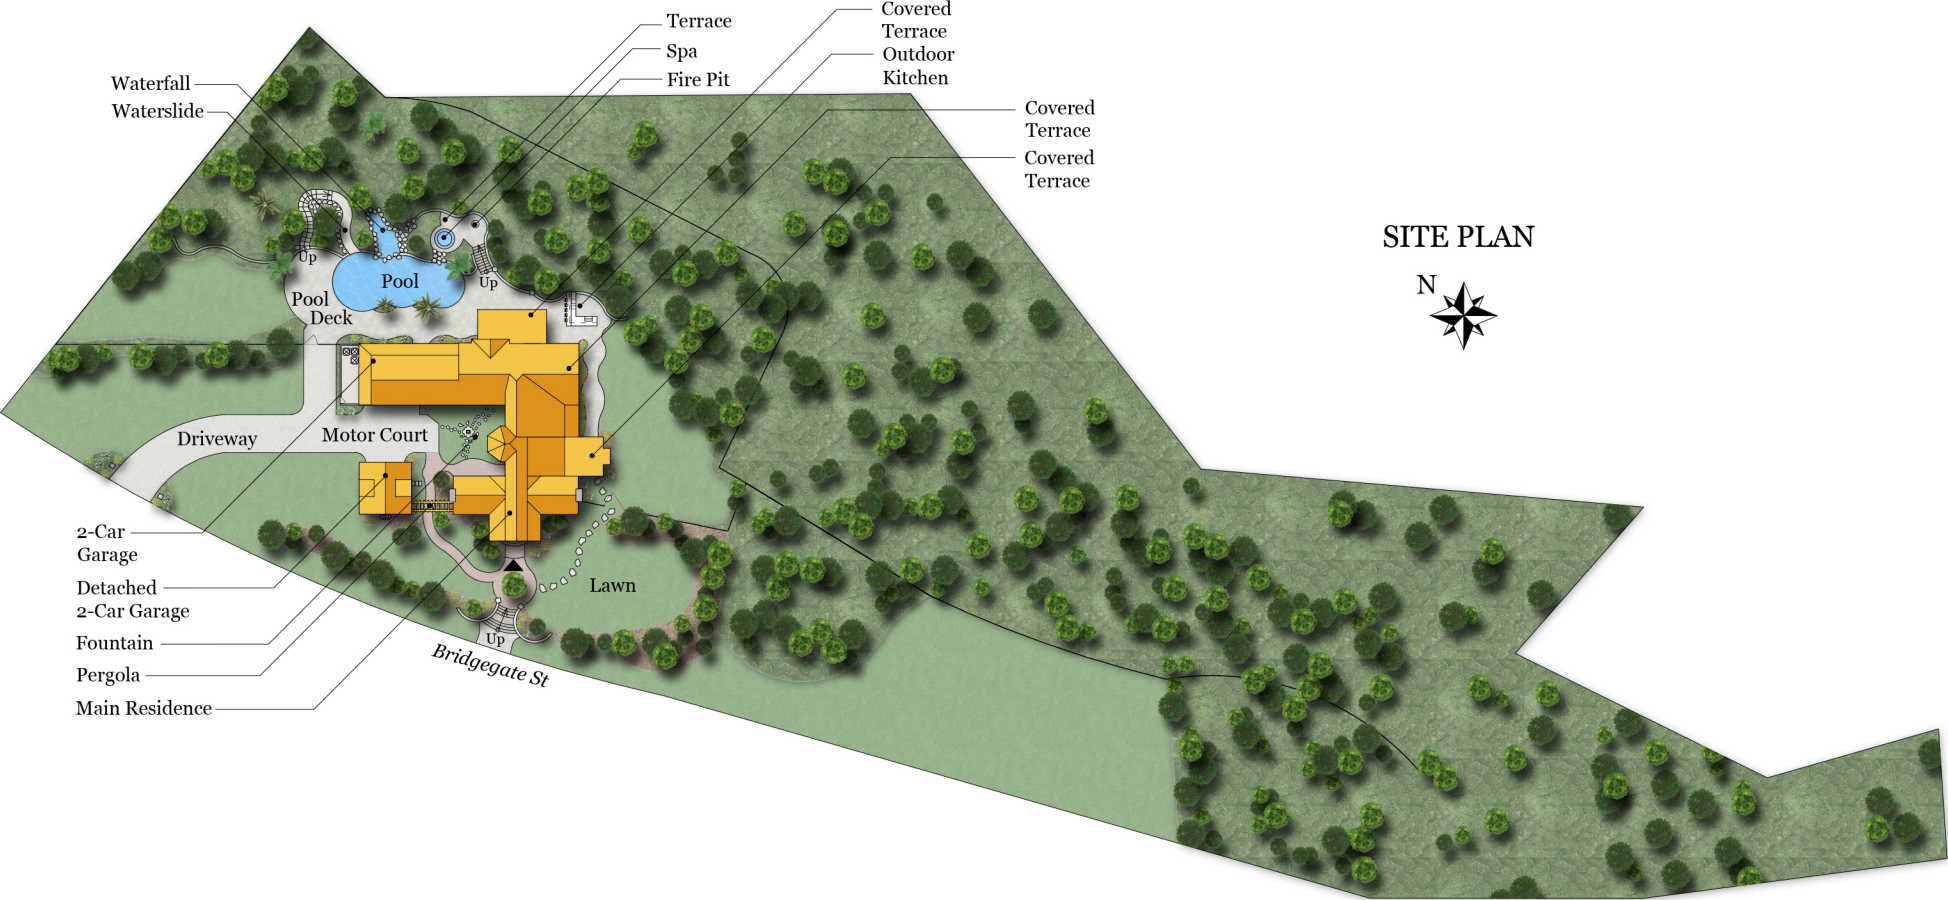 Terrace
Spa
Fire Pit
Covered
Terrace
Outdoor
Kitchen
Covered
Terrace
Covered
Terrace
Waterfall
Waterslide
SITE PLAN
N
Up
Pool
Up
Pool
Deck
Driveway
Motor Court
2-Car
Garage
Detached
2-Car Garage
Fountain
Pergola
Main Residence
Lawn
Up
Bridgegate St